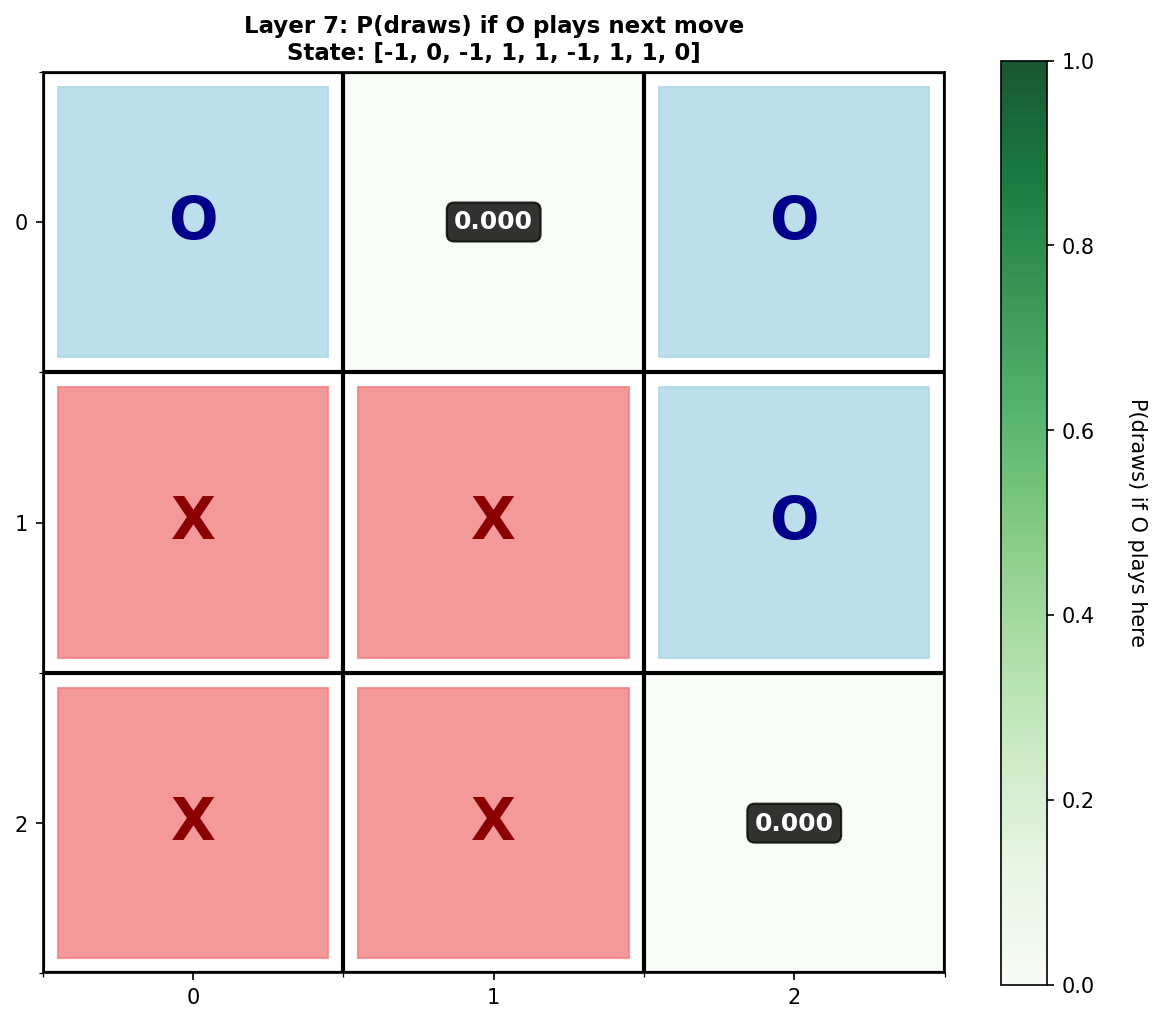 Layer 7: P(draws) if O plays next move
State: [-1, 0, -1, 1, 1, -1, 1, 1, 0]
0
O
0.000
O
1
X
X
O
2
X
X
0.000
0
1
2
1.0
0.8
0.6
0.4
0.2
0.0
P(draws) if O plays here